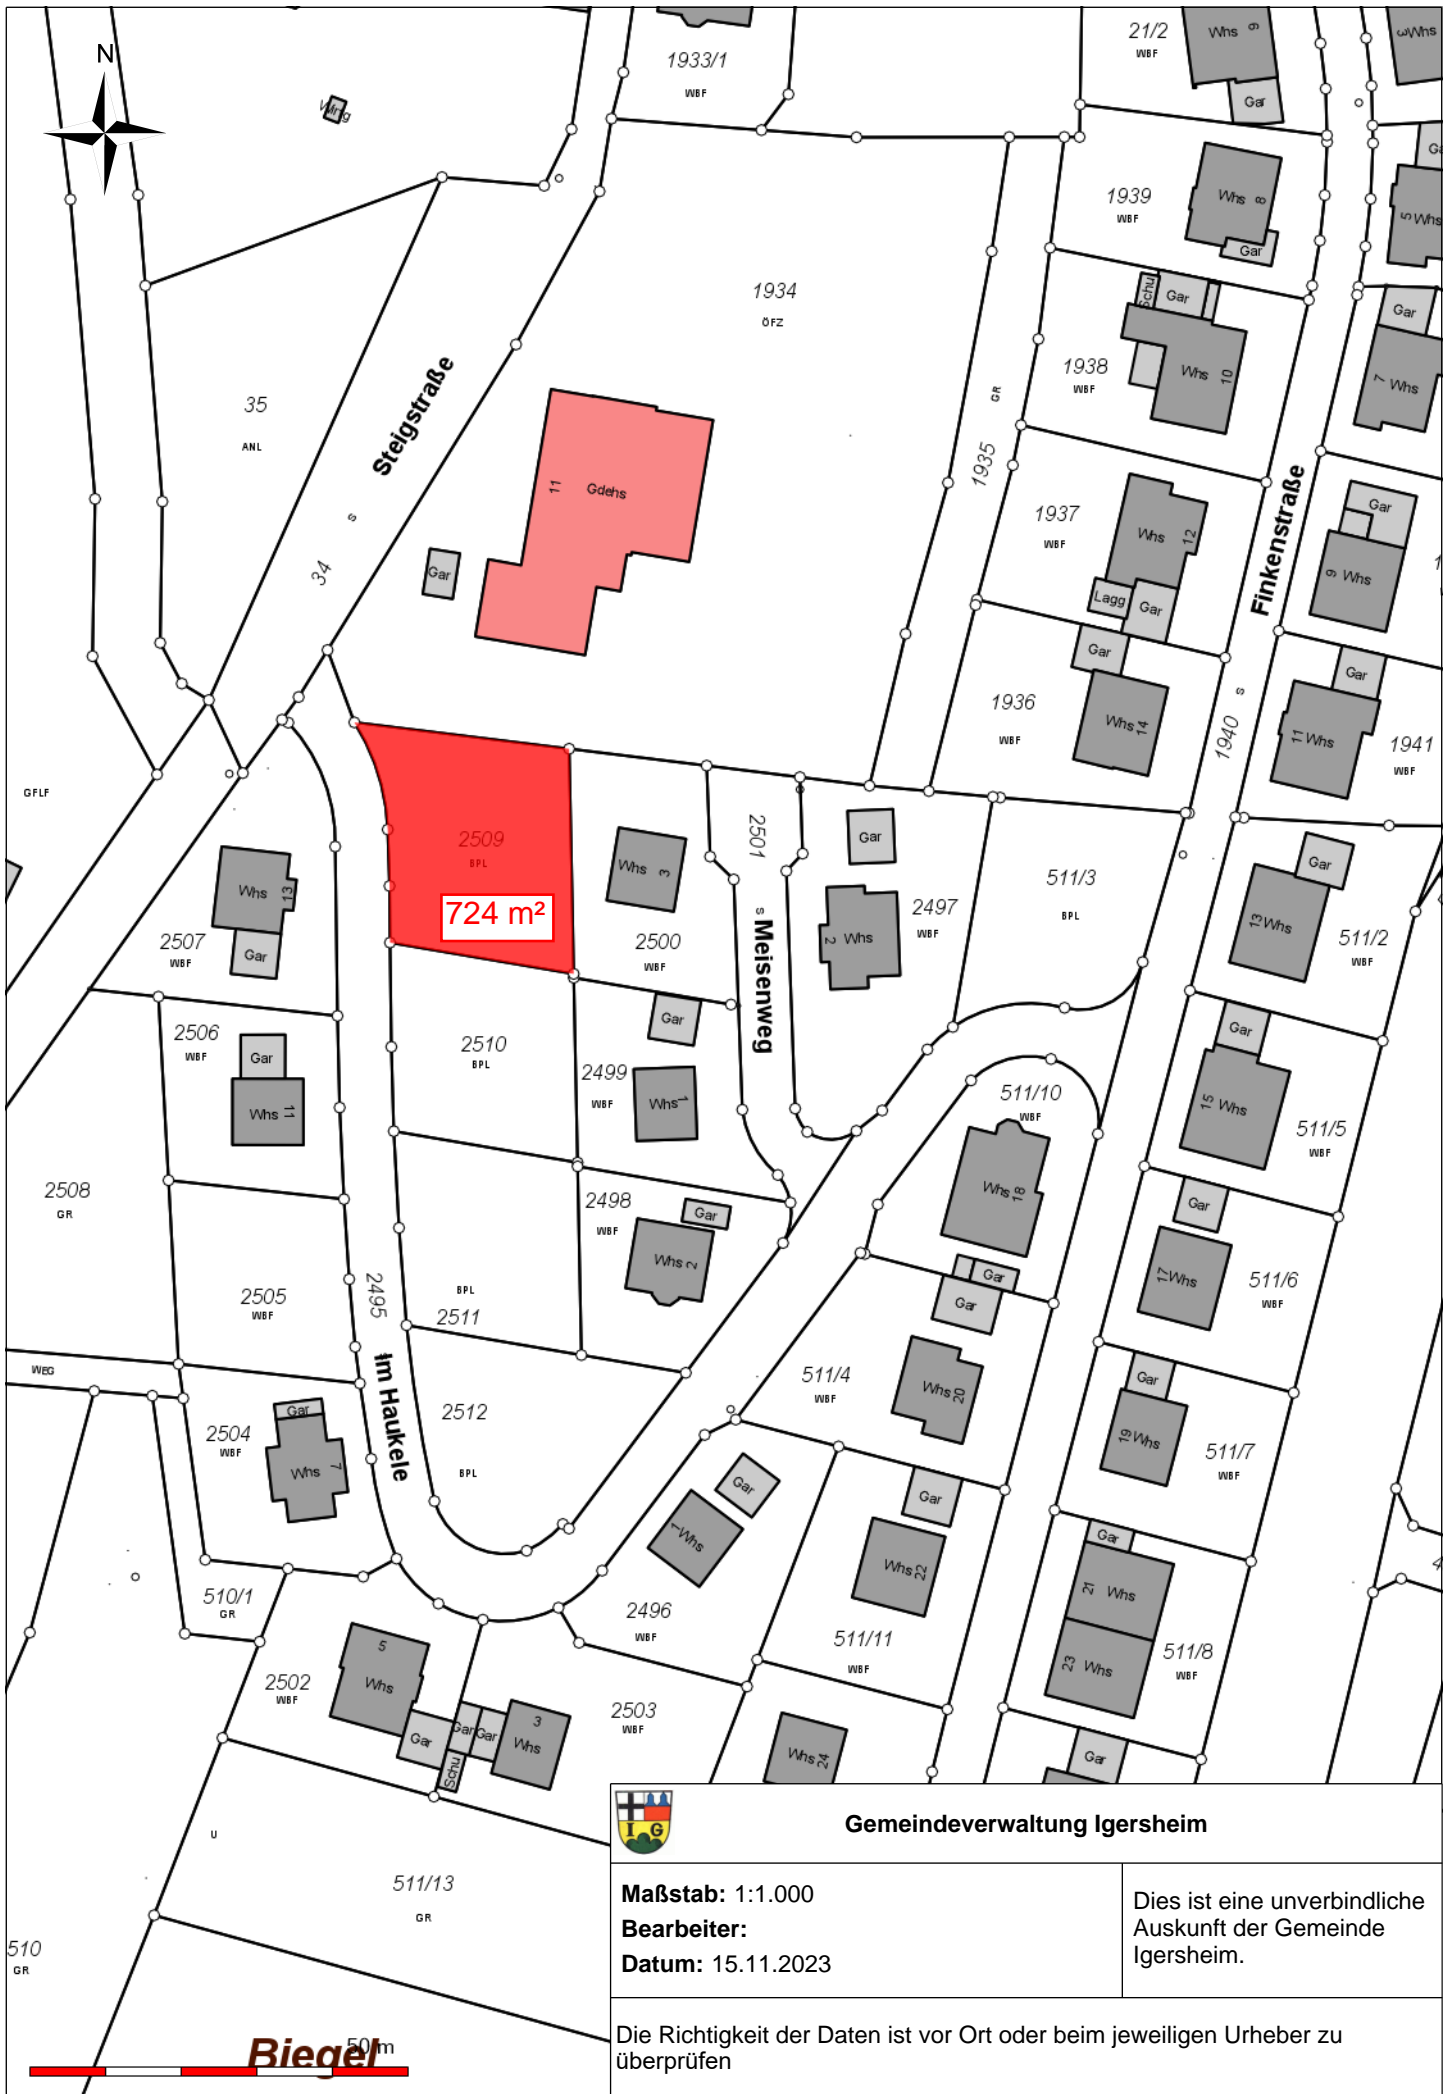 N
Wirtg
1933/1
WBF
21/2
WBF
Whs 6
Gar
3 Whs
1939
WBF
Whs 8
Gar
5 Whs
1934
ÖFZ
Schu
Gar
1938
WBF
Whs 10
Gar
7 Whs
35
ANL
Steigstraße
S
34
11
Gdehs
Gar
GR
1935
1937
WBF
Whs 12
Lagg
Gar
Finkenstraße
Gar
9 Whs
1936
WBF
Gar
Whs 14
S
1940
Gar
11 Whs
1941
WBF
GFLF
2509
BPL
724 m²
Whs 3
2500
WBF
2501
S
Meisenweg
Gar
2 Whs
2497
WBF
511/3
BPL
Gar
13 Whs
511/2
WBF
Whs 13
Gar
2507
WBF
2506
WBF
Gar
Whs 11
2510
BPL
Gar
2499
WBF
Whs 1
511/10
WBF
Whs 18
Gar
Gar
Gar
15 Whs
511/5
WBF
2508
GR
2498
WBF
Gar
Whs 2
Gar
17 Whs
511/6
WBF
2505
WBF
2495
Im Haukele
BPL
2511
WEG
2504
WBF
Gar
Whs 7
2512
BPL
511/4
WBF
Whs 20
Gar
19 Whs
511/7
WBF
Gar
1 Whs
Gar
Whs 22
Gar
21 Whs
23 Whs
511/8
WBF
510/1
GR
2496
WBF
511/11
WBF
2502
WBF
5
Whs
Gar
Gar
Gar
Schu
3
Whs
2503
WBF
Whs 24
Gar
U
511/13
GR
510
GR
Biegel
50 m
Gemeindeverwaltung Igersheim
I G
Maßstab: 1:1.000
Bearbeiter:
Datum: 15.11.2023
Dies ist eine unverbindliche
Auskunft der Gemeinde
Igersheim.
Die Richtigkeit der Daten ist vor Ort oder beim jeweiligen Urheber zu
überprüfen